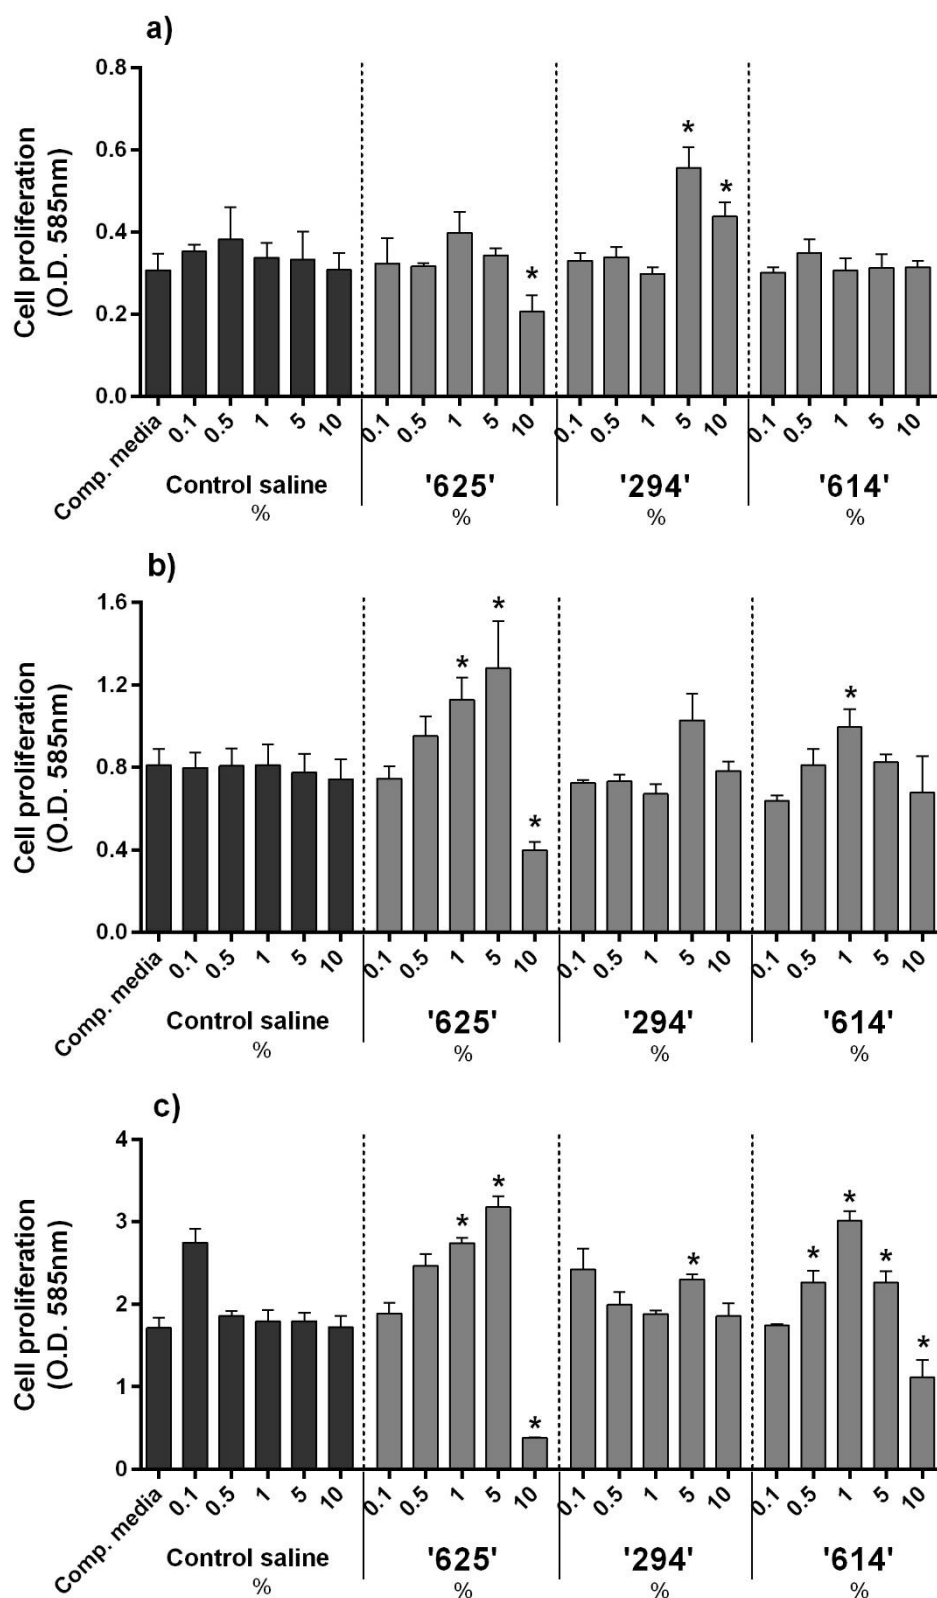 a)
Cell proliferation
(O.D. 585nm)
0.8
0.6
0.4
0.2
0.0
* * *
Comp. media 0.1 0.5 1 5 10 0.1 0.5 1 5 10 0.1 0.5 1 5 10 0.1 0.5 1 5 10
Control saline '625' '294' '614'
% % % %
b)
Cell proliferation
(O.D. 585nm)
1.6
1.2
0.8
0.4
0.0
* * * *
Comp. media 0.1 0.5 1 5 10 0.1 0.5 1 5 10 0.1 0.5 1 5 10 0.1 0.5 1 5 10
Control saline '625' '294' '614'
% % % %
c)
Cell proliferation
(O.D. 585nm)
4
3
2
1
0
* * * * * * * *
Comp. media 0.1 0.5 1 5 10 0.1 0.5 1 5 10 0.1 0.5 1 5 10 0.1 0.5 1 5 10
Control saline '625' '294' '614'
% % % %